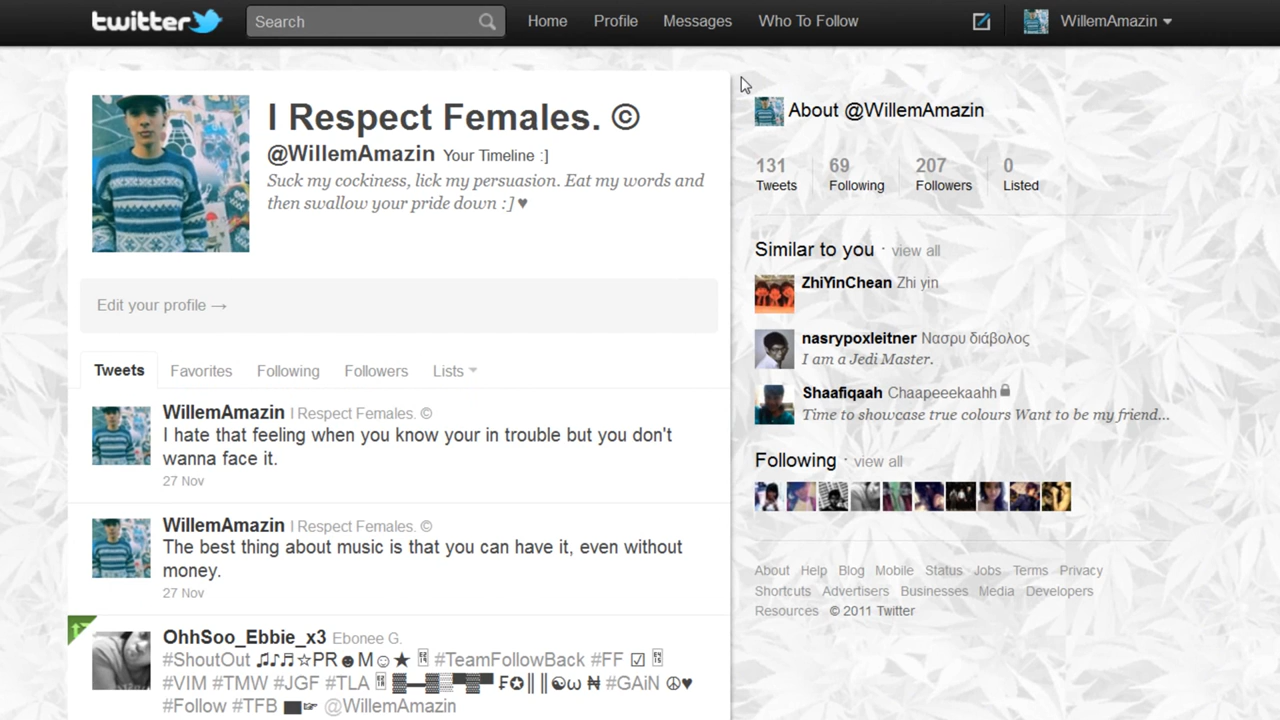 twitter
Search
Home Profile Messages Who To Follow
WillemAmazin
I Respect Females. ©
@WillemAmazin Your Timeline :]
Suck my cockiness, lick my persuasion. Eat my words and
then swallow your pride down :] ♥
Edit your profile →
Tweets Favorites Following Followers Lists
WillemAmazin I Respect Females. ©
I hate that feeling when you know your in trouble but you don't
wanna face it.
27 Nov
WillemAmazin I Respect Females. ©
The best thing about music is that you can have it, even without
money.
27 Nov
OhhSoo_Ebbie_x3 Ebonee G.
#ShoutOut ♫♪♬☆PR☻M☺★ #TeamFollowBack #FF ☑
#VIM #TMW #JGF #TLA ▓▬▓▒▀▓▀ ₣✪║║☯ω ₦ #GAiN ☮♥
#Follow #TFB ▅☞ @WillemAmazin
About @WillemAmazin
131 69 207 0
Tweets Following Followers Listed
Similar to you · view all
ZhiYinChean Zhi yin
nasrypoxleitner Νασρυ διάβολος
I am a Jedi Master.
Shaafiqaah Chaapeeekaahh
Time to showcase true colours Want to be my friend...
Following · view all
About Help Blog Mobile Status Jobs Terms Privacy
Shortcuts Advertisers Businesses Media Developers
Resources © 2011 Twitter